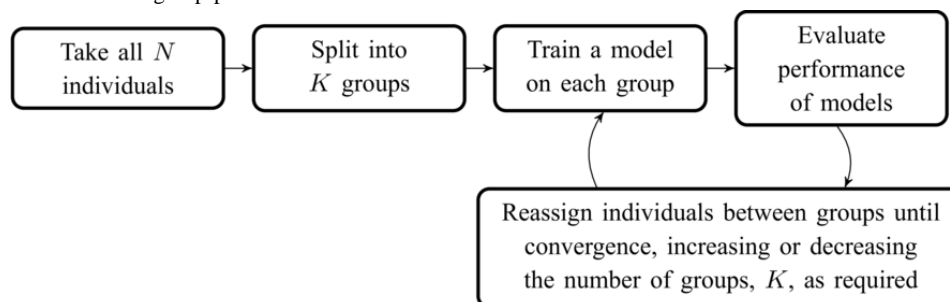 Take all N
individuals
Split into
K groups
Train a model
on each group
Evaluate
performance
of models
Reassign individuals between groups until
convergence, increasing or decreasing
the number of groups, K, as required